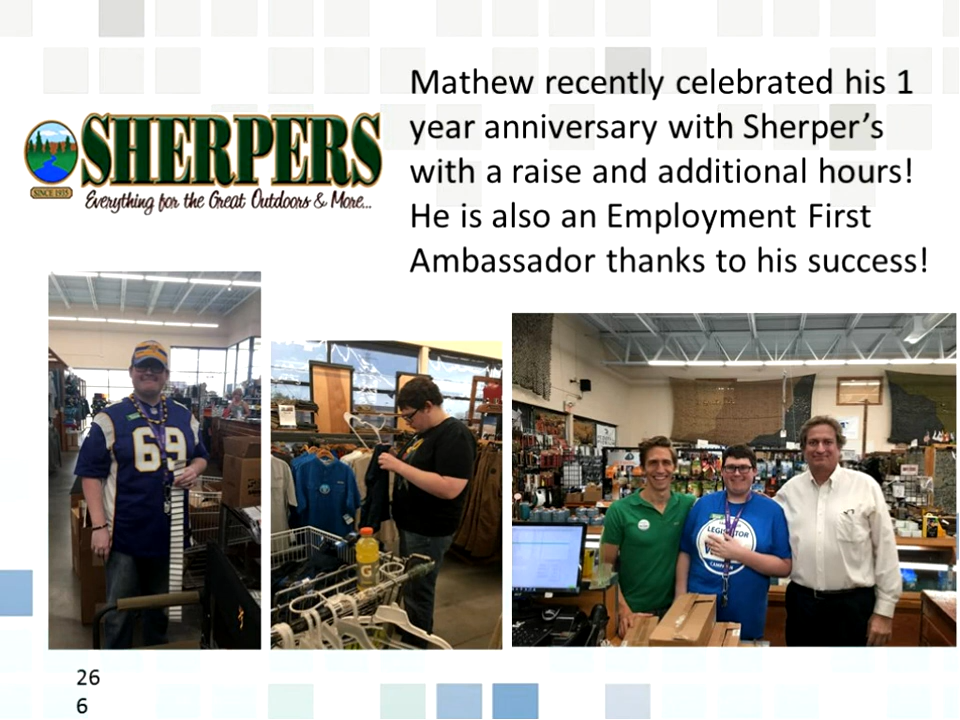 Mathew recently celebrated his 1
year anniversary with Sherper’s
with a raise and additional hours!
He is also an Employment First
Ambassador thanks to his success!
SHERPERS
SINCE 1935
Everything for the Great Outdoors & More...
69
G
LEGISLATOR
CAMPAIGN
26
6